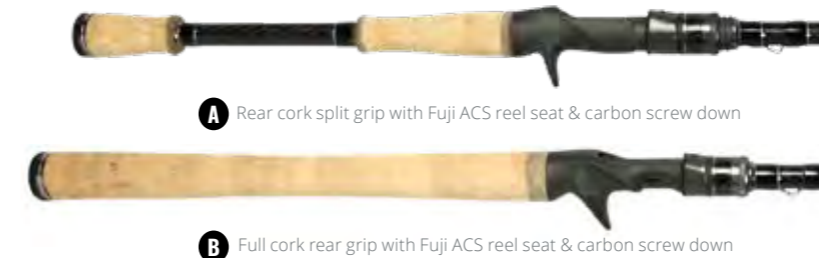 A Rear cork split grip with Fuji ACS reel seat & carbon screw down
B Full cork rear grip with Fuji ACS reel seat & carbon screw down